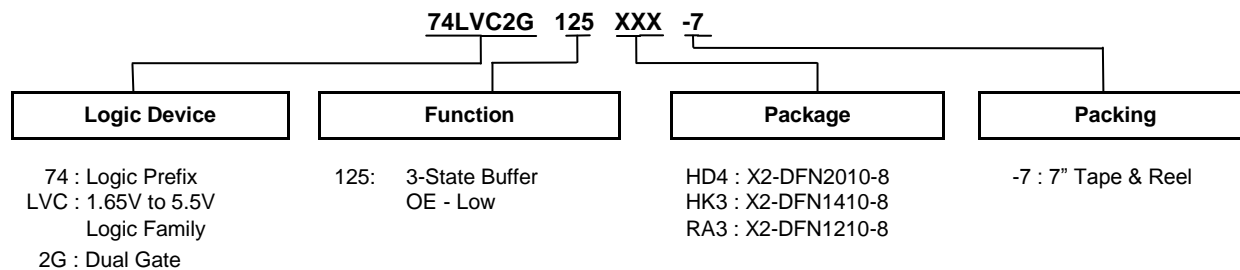 74LVC2G 125 XXX -7
Logic Device
Function
Package
Packing
74 : Logic Prefix
LVC : 1.65V to 5.5V
Logic Family
2G : Dual Gate
125: 3-State Buffer
OE - Low
HD4 : X2-DFN2010-8
HK3 : X2-DFN1410-8
RA3 : X2-DFN1210-8
-7 : 7” Tape & Reel